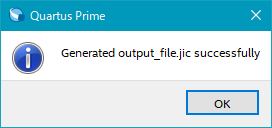 Quartus Prime
Generated output_file.jic successfully
OK